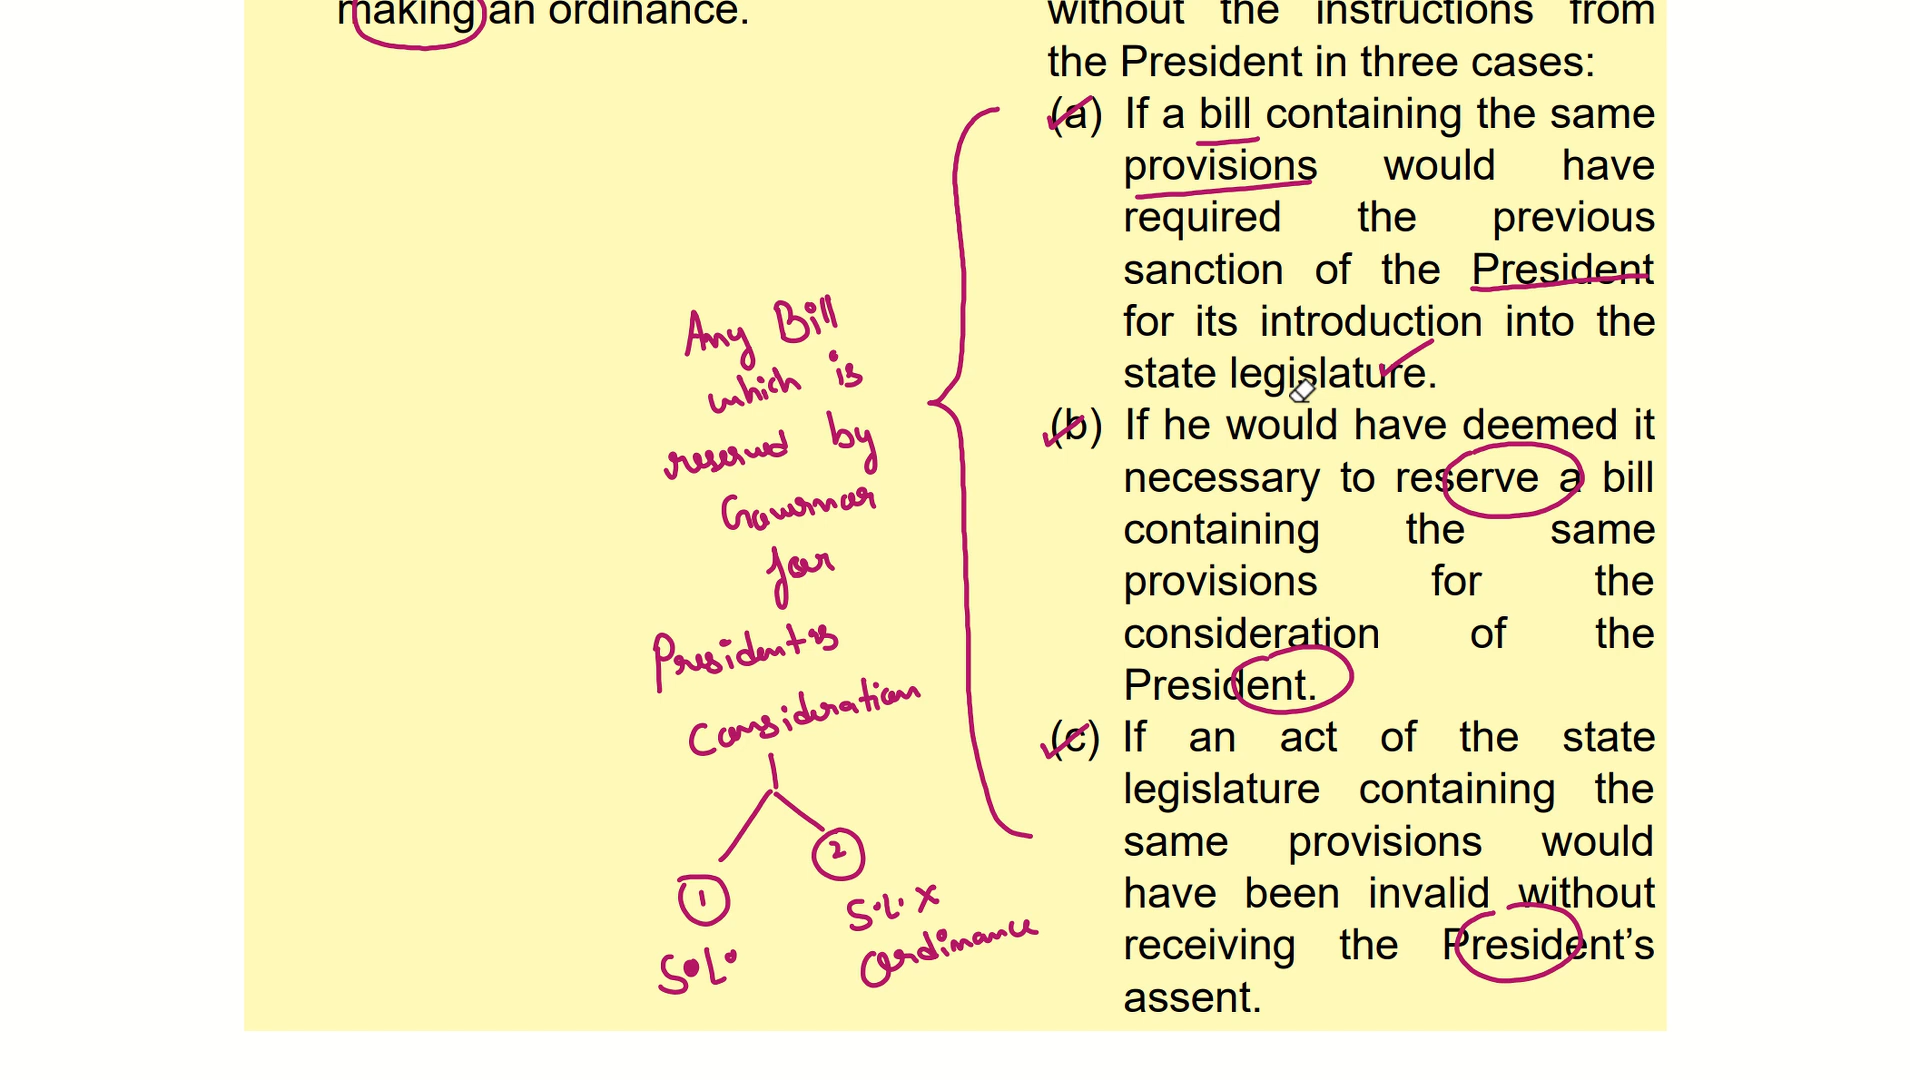 making an ordinance.
without the instructions from
the President in three cases:
(a) If a bill containing the same
provisions would have
required the previous
sanction of the President
for its introduction into the
state legislature.
(b) If he would have deemed it
necessary to reserve a bill
containing the same
provisions for the
consideration of the
President.
(c) If an act of the state
legislature containing the
same provisions would
have been invalid without
receiving the President’s
assent.
Any Bill
which is
reserved by
Governor
for
President's
Consideration
1
2
S.L.
S.L. X
Ordinance